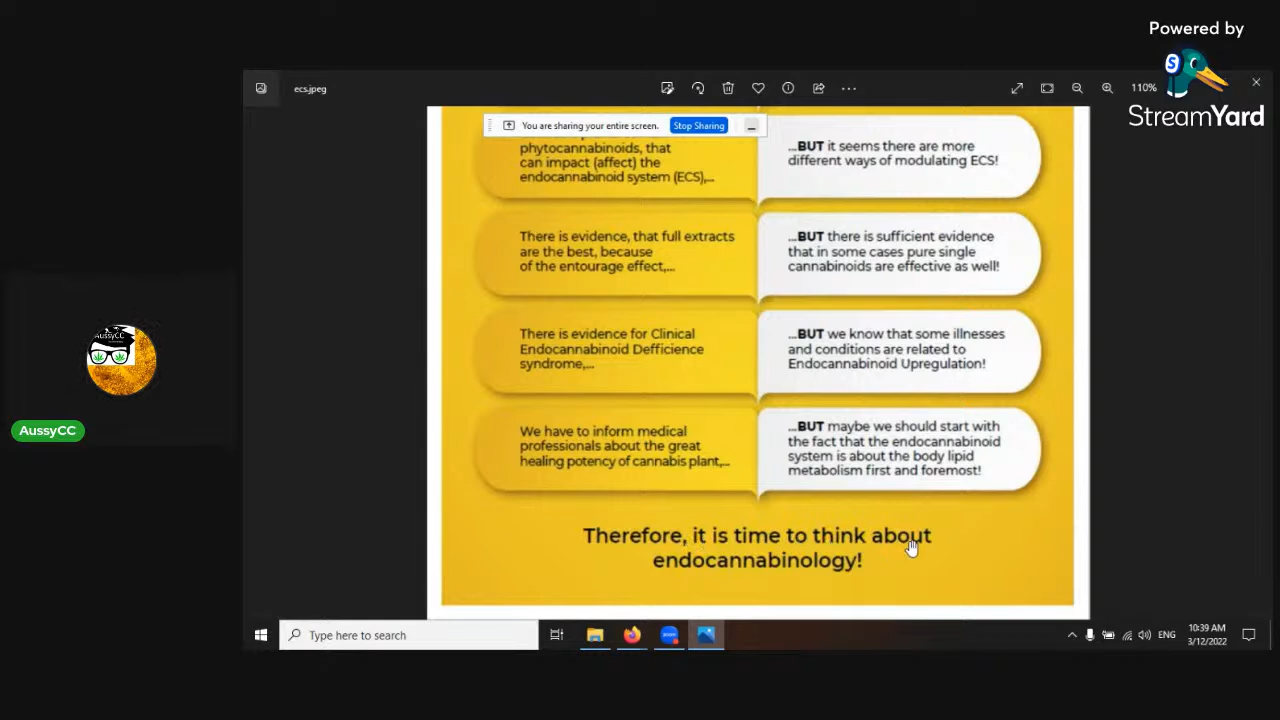 Powered by
StreamYard
ecs.jpeg
110%
You are sharing your entire screen.
Stop Sharing
phytocannabinoids, that
can impact (affect) the
endocannabinoid system (ECS),...
...BUT it seems there are more
different ways of modulating ECS!
There is evidence, that full extracts
are the best, because
of the entourage effect,...
...BUT there is sufficient evidence
that in some cases pure single
cannabinoids are effective as well!
There is evidence for Clinical
Endocannabinoid Defficience
syndrome,...
...BUT we know that some illnesses
and conditions are related to
Endocannabinoid Upregulation!
We have to inform medical
professionals about the great
healing potency of cannabis plant,...
...BUT maybe we should start with
the fact that the endocannabinoid
system is about the body lipid
metabolism first and foremost!
Therefore, it is time to think about
endocannabinology!
AussyCC
AussyCC
Type here to search
zoom
ENG
10:39 AM
3/12/2022